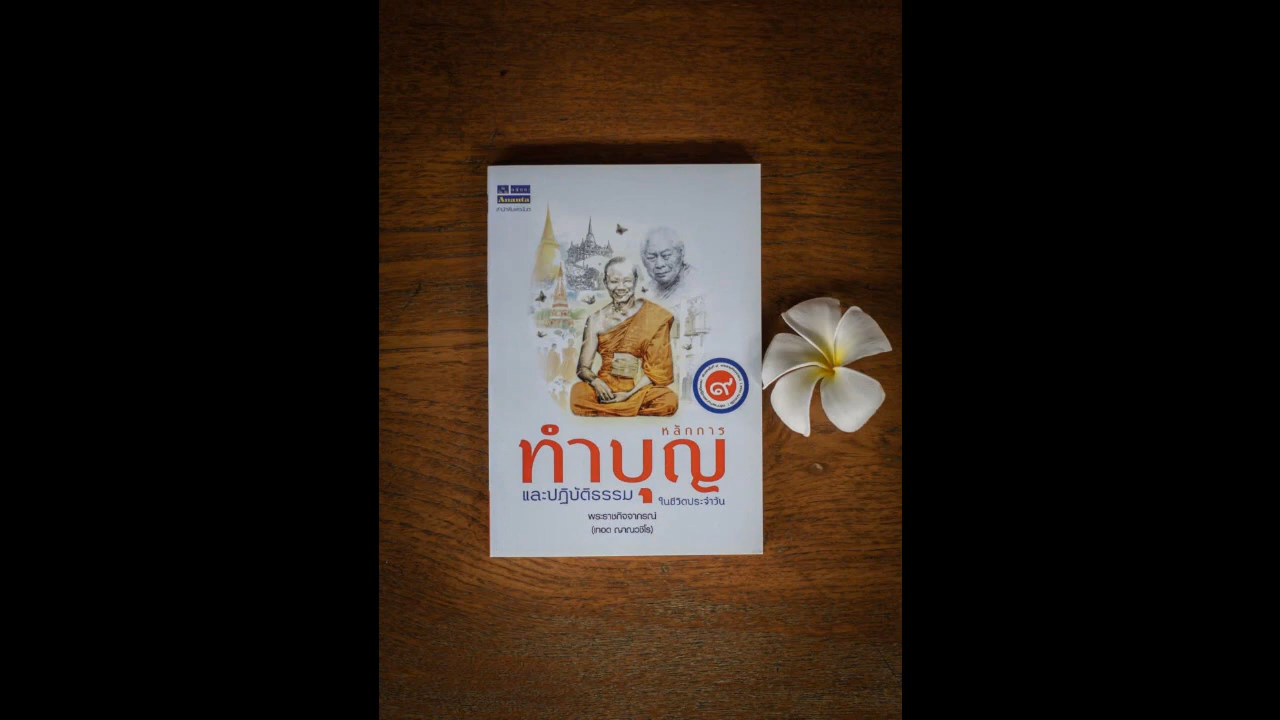 Ananta
๙
หลักการ
ทำบุญ
และปฏิบัติธรรม
ในชีวิตประจำวัน
พระราชกิจจาภรณ์
(เทอด ญาณวชิโร)